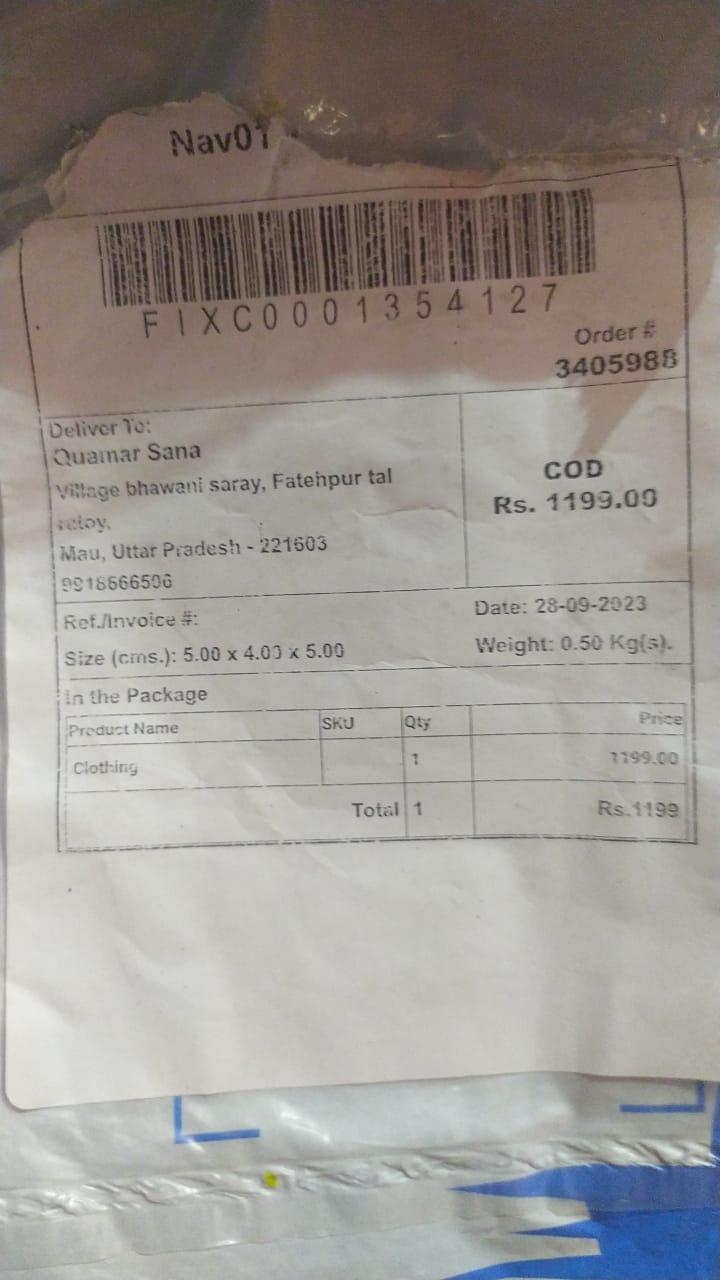 Nav01
FIXC0001354127
Order #
3405988
Deliver To:
Quamar Sana
Village bhawani saray, Fatehpur tal
Mau, Uttar Pradesh - 221603
COD
Rs. 1199.00
Ref./Invoice #:
Date: 28-09-2023
Size (cms.): 5.00 x 4.00 x 5.00
Weight: 0.50 Kg(s).
In the Package
Product Name SKU Qty Price
Clothing 1 1199.00
Total 1 Rs.1199